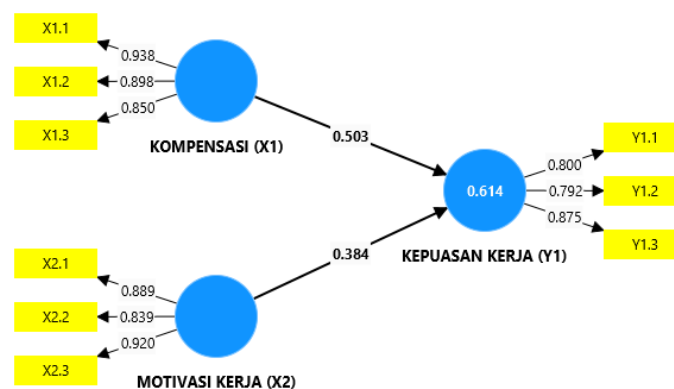 X1.1
0.938
X1.2
0.898
X1.3
0.850
KOMPENSASI (X1)
0.503
Y1.1
0.800
0.614
0.792
Y1.2
0.875
Y1.3
KEPUASAN KERJA (Y1)
0.384
X2.1
0.889
X2.2
0.839
X2.3
0.920
MOTIVASI KERJA (X2)